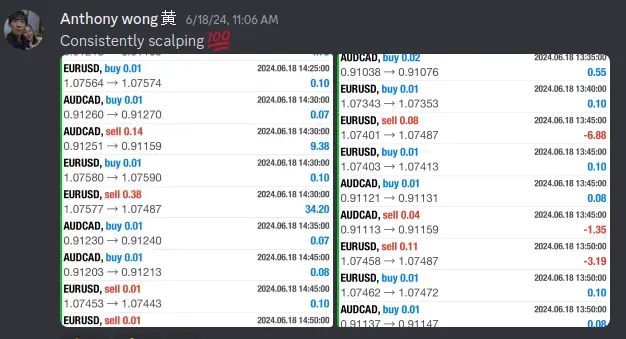 Anthony wong黄 6/18/24, 11:06 AM
Consistently scalping 💯
EURUSD, buy 0.01 2024.06.18 14:25:00
1.07564 → 1.07574 0.10
AUDCAD, buy 0.01 2024.06.18 14:30:00
0.91260 → 0.91270 0.07
AUDCAD, sell 0.14 2024.06.18 14:30:00
0.91251 → 0.91159 9.38
EURUSD, buy 0.01 2024.06.18 14:30:00
1.07580 → 1.07590 0.10
EURUSD, sell 0.38 2024.06.18 14:30:00
1.07577 → 1.07487 34.20
AUDCAD, buy 0.01 2024.06.18 14:35:00
0.91230 → 0.91240 0.07
AUDCAD, buy 0.01 2024.06.18 14:45:00
0.91203 → 0.91213 0.08
EURUSD, sell 0.01 2024.06.18 14:45:00
1.07453 → 1.07443 0.10
EURUSD, sell 0.01 2024.06.18 14:50:00
AUDCAD, buy 0.02 2024.06.18 13:35:00
0.91038 → 0.91076 0.55
EURUSD, buy 0.01 2024.06.18 13:40:00
1.07343 → 1.07353 0.10
EURUSD, sell 0.08 2024.06.18 13:45:00
1.07401 → 1.07487 -6.88
EURUSD, buy 0.01 2024.06.18 13:45:00
1.07403 → 1.07413 0.10
AUDCAD, buy 0.01 2024.06.18 13:45:00
0.91121 → 0.91131 0.08
AUDCAD, sell 0.04 2024.06.18 13:45:00
0.91113 → 0.91159 -1.35
EURUSD, sell 0.11 2024.06.18 13:50:00
1.07458 → 1.07487 -3.19
EURUSD, buy 0.01 2024.06.18 13:50:00
1.07462 → 1.07472 0.10
AUDCAD, buy 0.01 2024.06.18 13:50:00
0.91137 → 0.91147 0.08